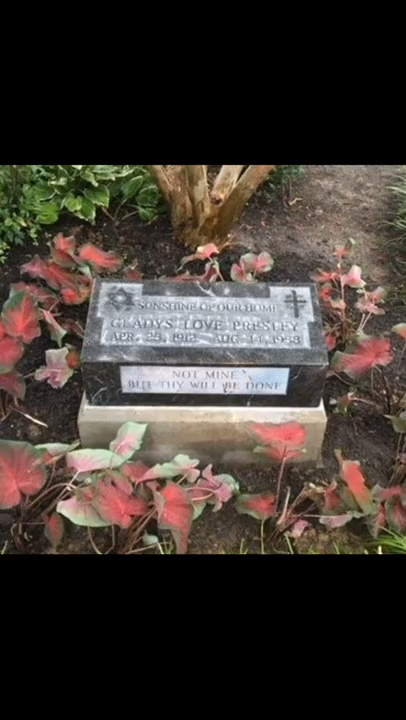 SUNSHINE OF OUR HOME
GLADYS LOVE PRESLEY
APR. 25, 1912 AUG. 14, 1958
NOT MINE
BUT THY WILL BE DONE